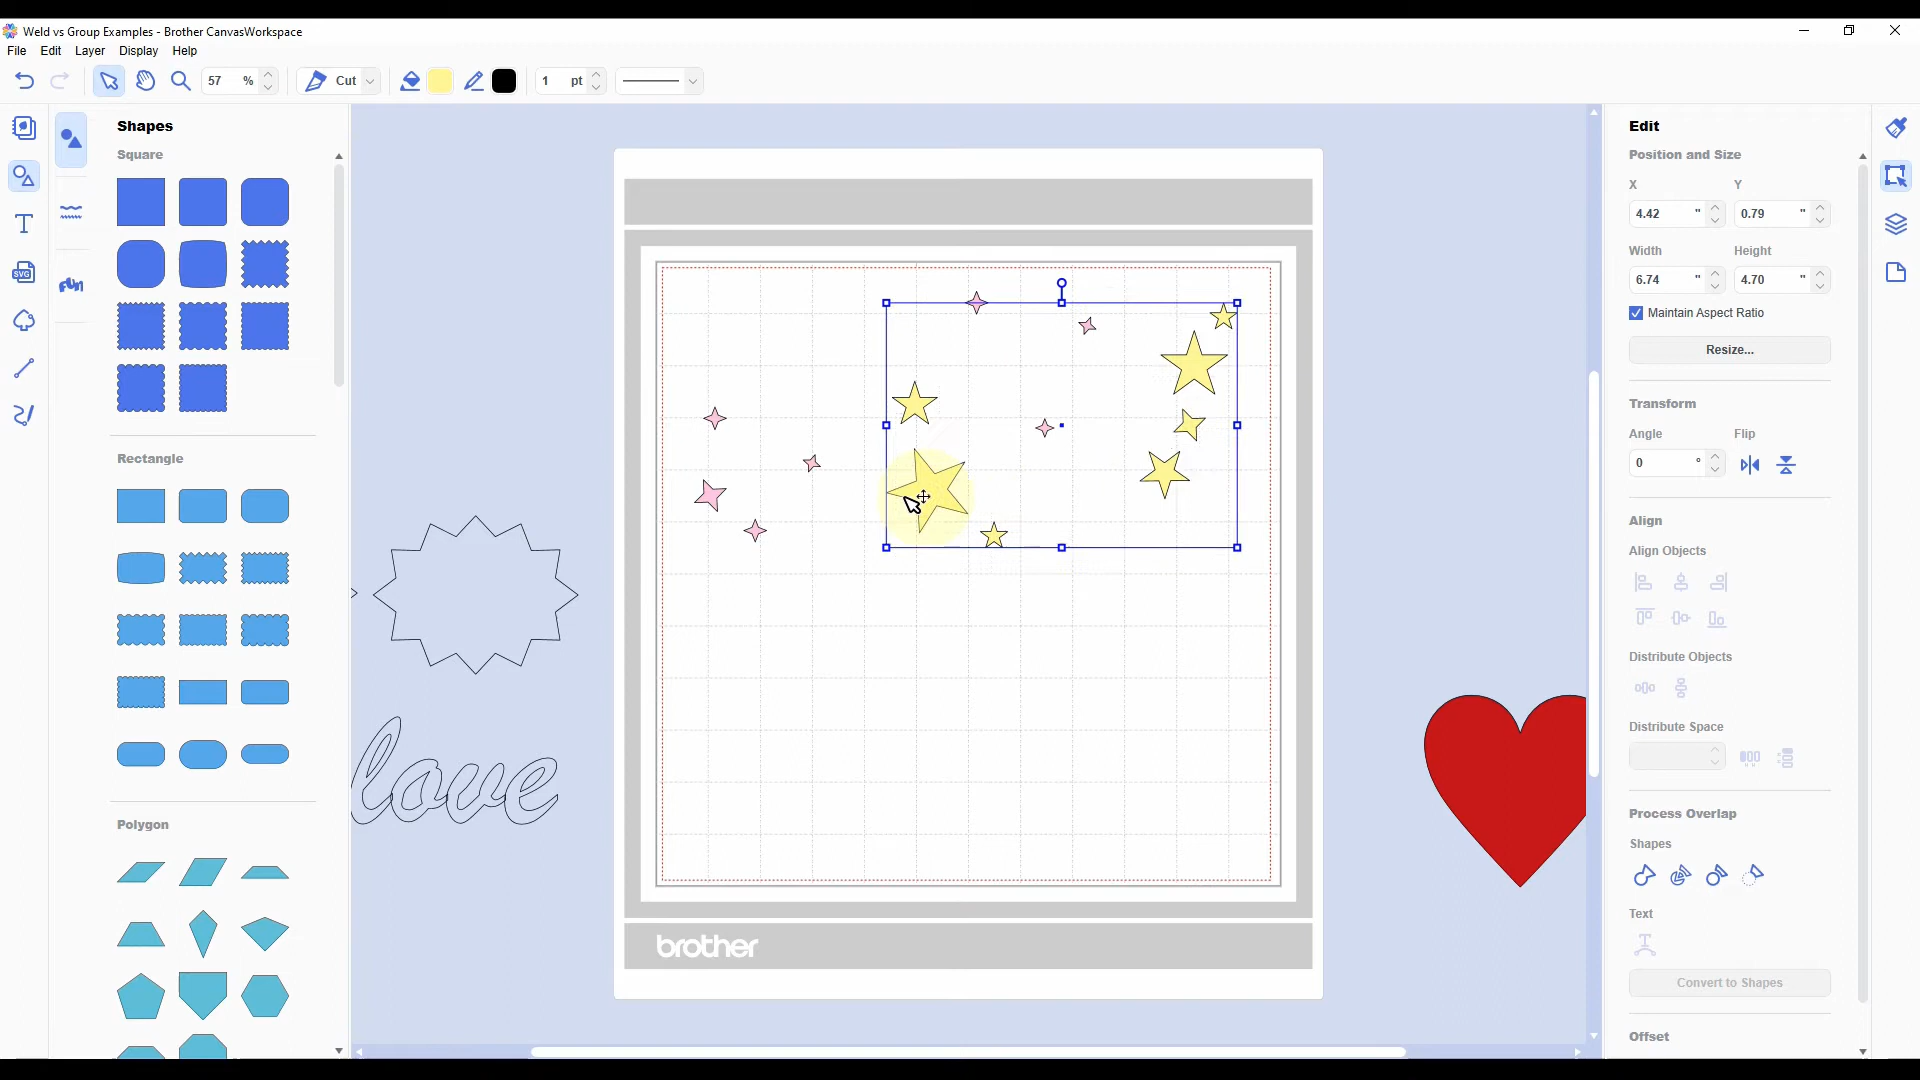 Weld vs Group Examples - Brother CanvasWorkspace
File Edit Layer Display Help
57 % Cut 1 pt
SVG
Shapes
Square
Rectangle
Polygon
love
brother
Edit
Position and Size
X Y
4.42 " 0.79 "
Width Height
6.74 " 4.70 "
Maintain Aspect Ratio
Resize...
Transform
Angle Flip
0 °
Align
Align Objects
Distribute Objects
Distribute Space
Process Overlap
Shapes
Text
Convert to Shapes
Offset